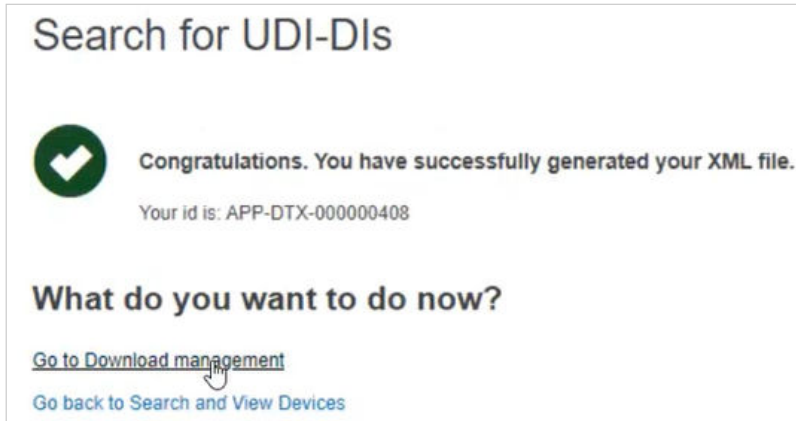 Search for UDI-DIs
Congratulations. You have successfully generated your XML file.
Your id is: APP-DTX-000000408
What do you want to do now?
Go to Download management
Go back to Search and View Devices